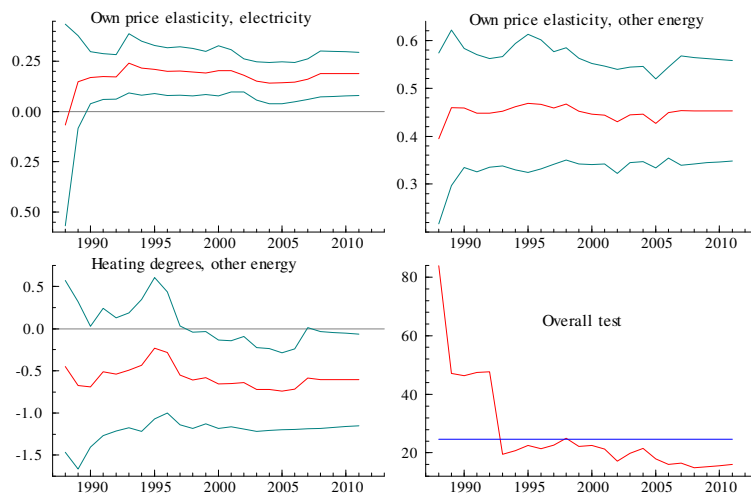 Own price elasticity, electricity
0.25
0.00
0.25
0.50
1990 1995 2000 2005 2010
Own price elasticity, other energy
0.6
0.5
0.4
0.3
1990 1995 2000 2005 2010
Heating degrees, other energy
0.5
0.0
-0.5
-1.0
-1.5
1990 1995 2000 2005 2010
Overall test
80
60
40
20
1990 1995 2000 2005 2010